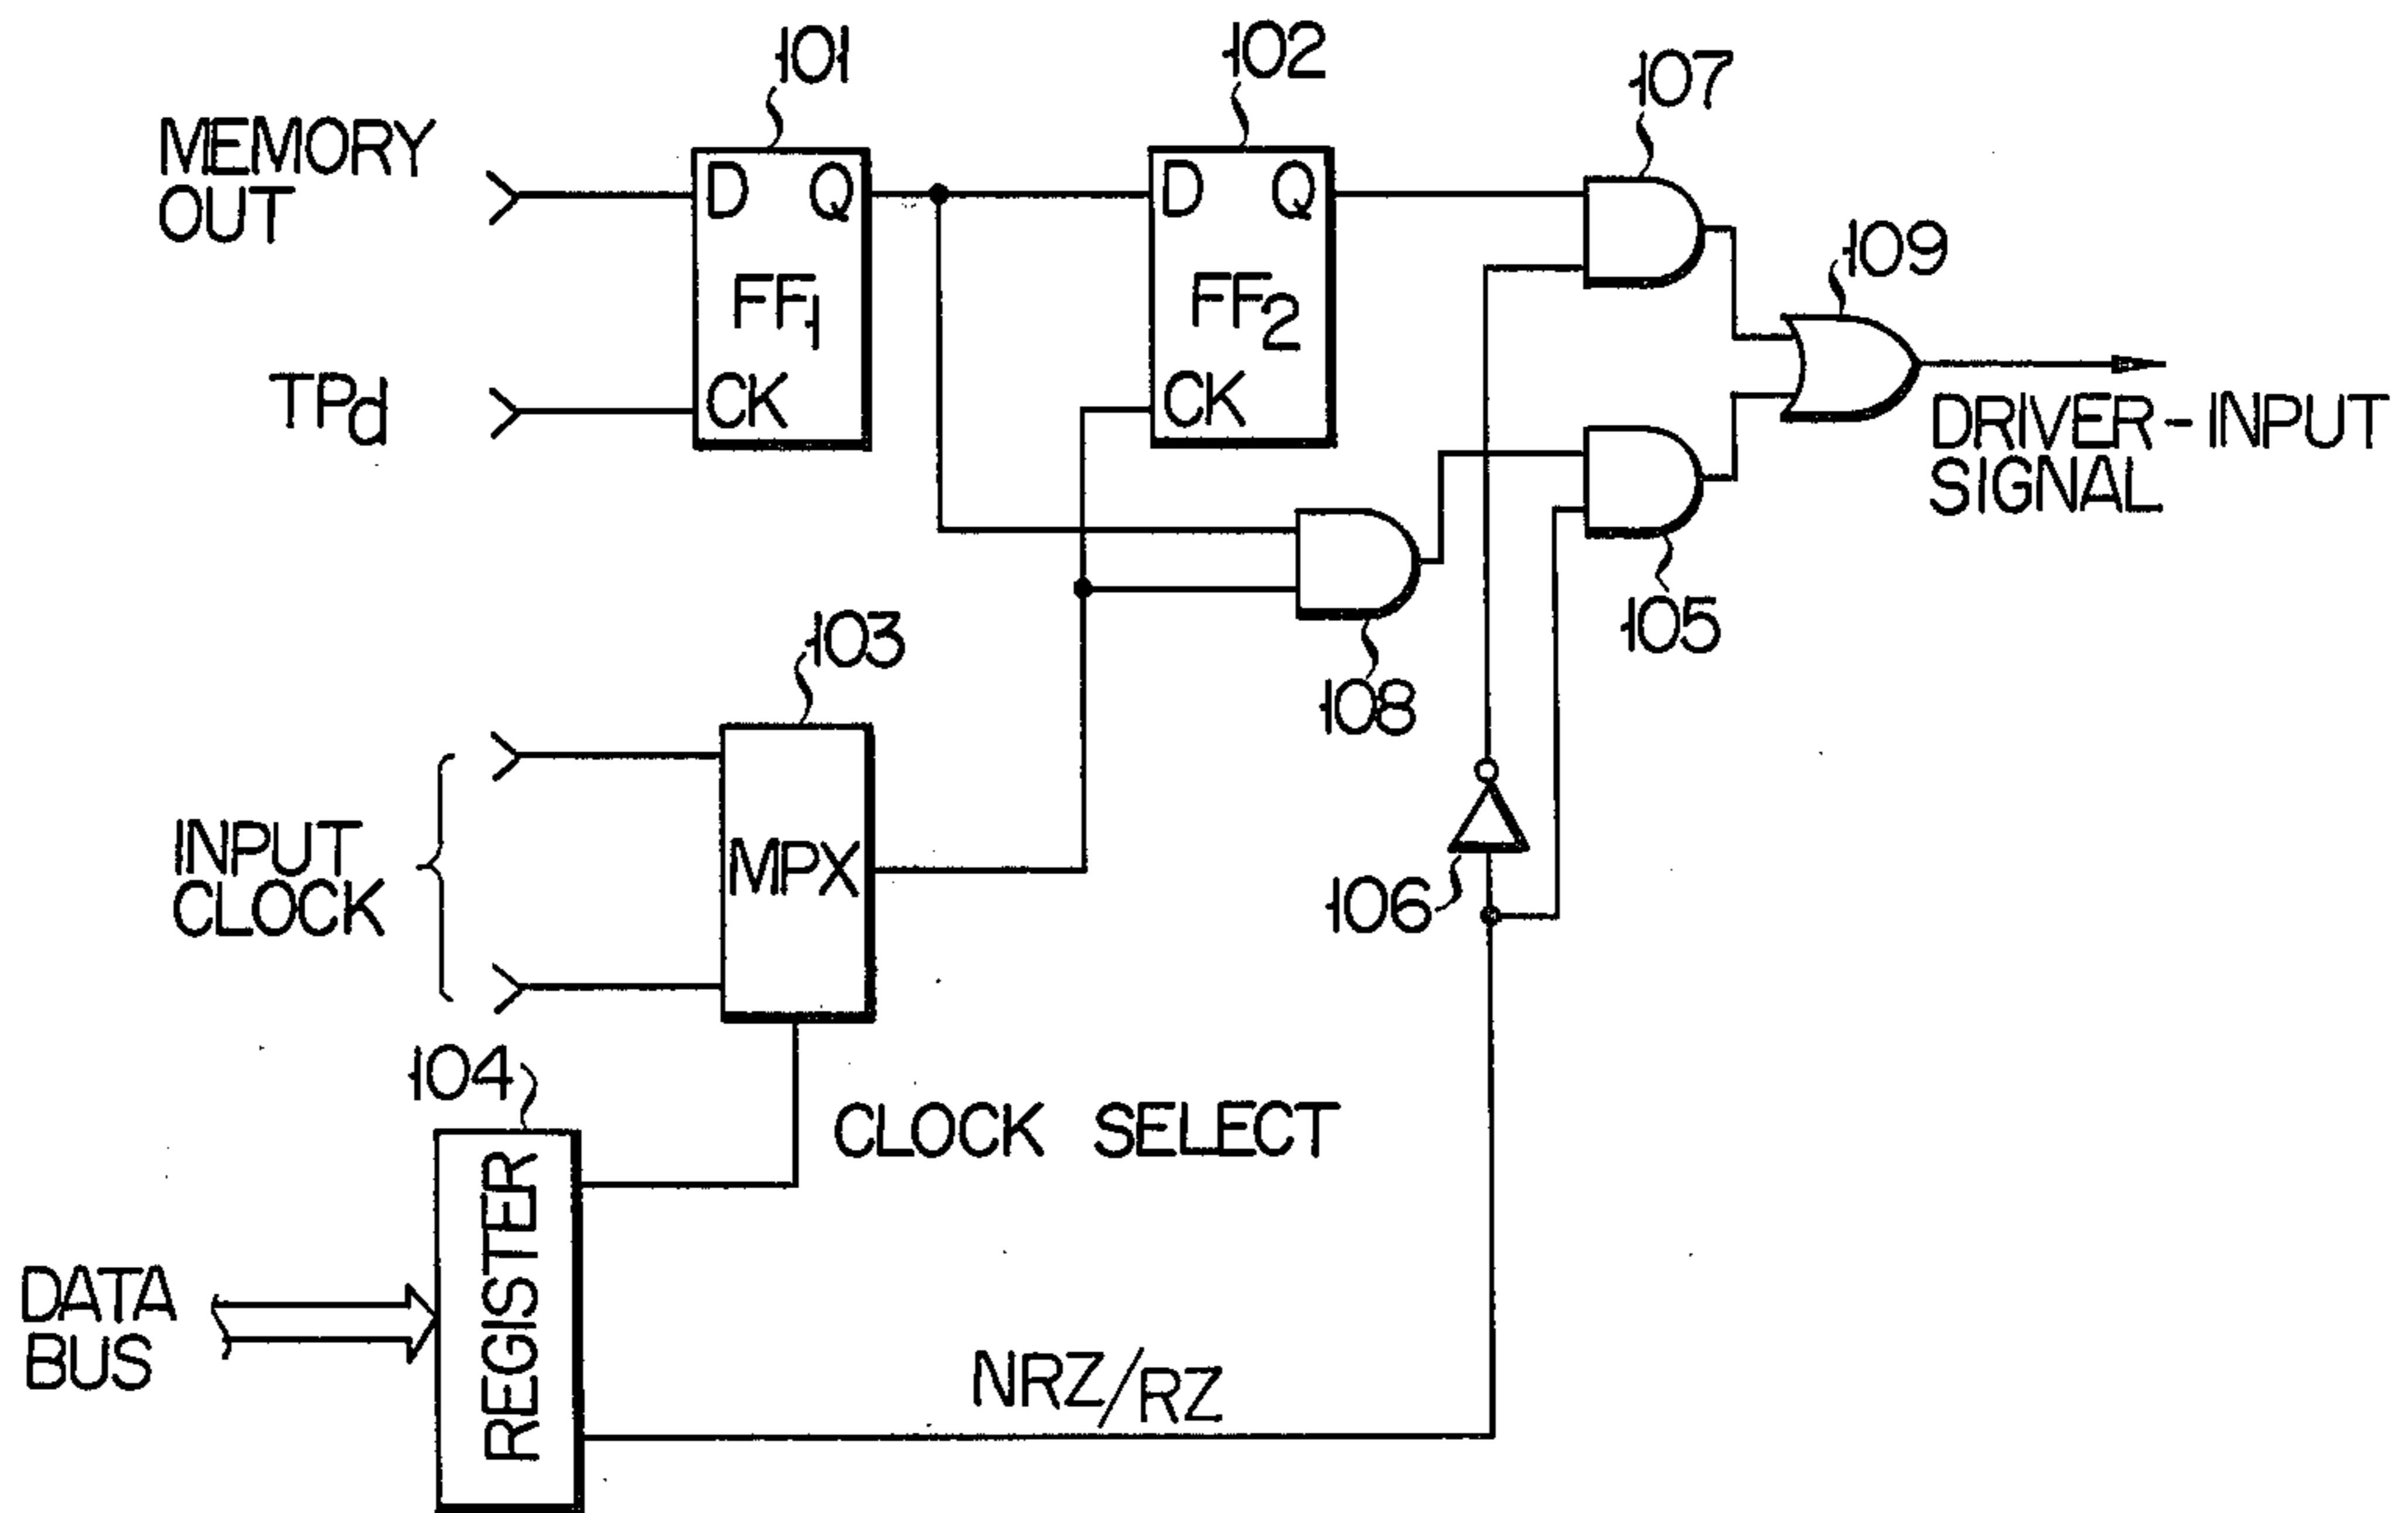 101
102
107
MEMORY
OUT
D Q
D Q
109
FF1
FF2
TPd
CK
CK
DRIVER-INPUT
SIGNAL
103
108
105
INPUT
CLOCK
MPX
106
104
CLOCK SELECT
REGISTER
DATA
BUS
NRZ/RZ